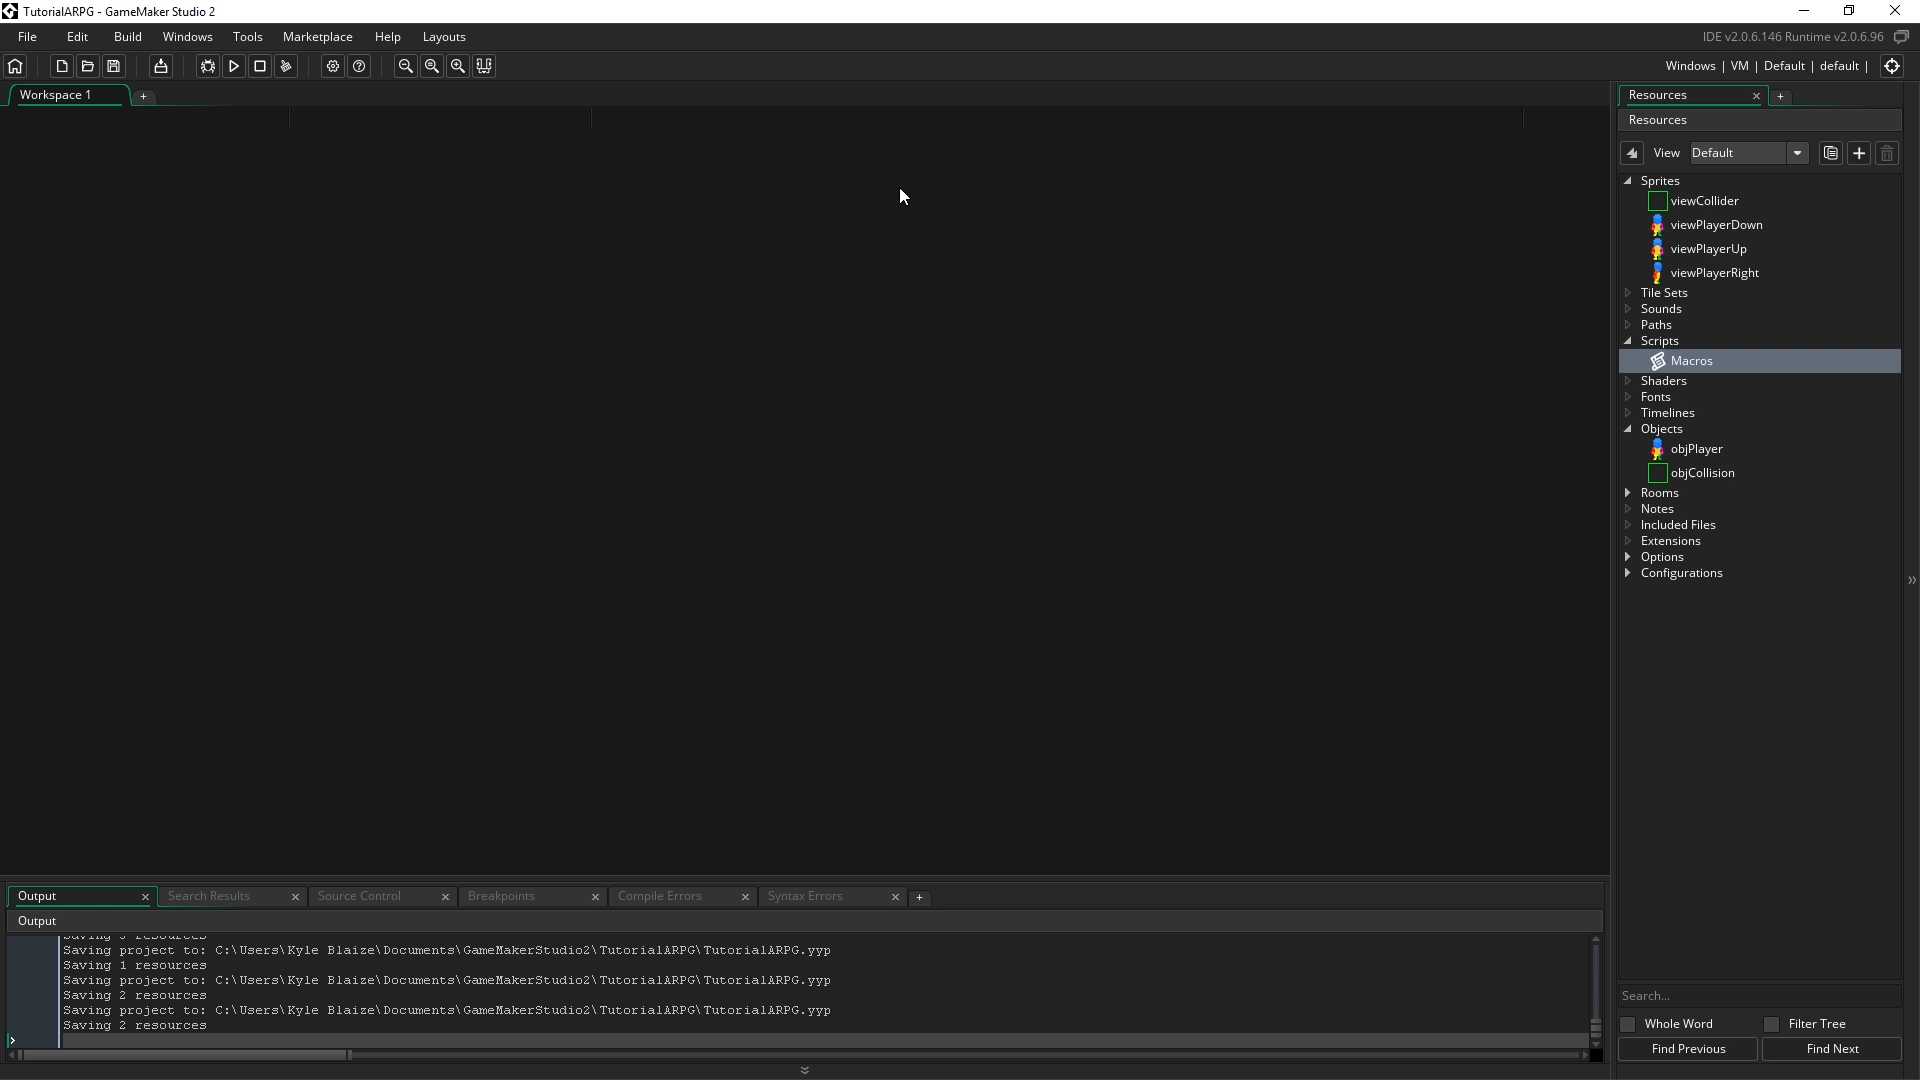 TutorialARPG - GameMaker Studio 2
File Edit Build Windows Tools Marketplace Help Layouts
IDE v2.0.6.146 Runtime v2.0.6.96
Windows | VM | Default | default |
Workspace 1
Resources
Resources
View Default
Sprites
viewCollider
viewPlayerDown
viewPlayerUp
viewPlayerRight
Tile Sets
Sounds
Paths
Scripts
Macros
Shaders
Fonts
Timelines
Objects
objPlayer
objCollision
Rooms
Notes
Included Files
Extensions
Options
Configurations
Search...
Whole Word
Filter Tree
Find Previous
Find Next
Output Search Results Source Control Breakpoints Compile Errors Syntax Errors
Output
Saving 3 resources
Saving project to: C:\Users\Kyle Blaize\Documents\GameMakerStudio2\TutorialARPG\TutorialARPG.yyp
Saving 1 resources
Saving project to: C:\Users\Kyle Blaize\Documents\GameMakerStudio2\TutorialARPG\TutorialARPG.yyp
Saving 2 resources
Saving project to: C:\Users\Kyle Blaize\Documents\GameMakerStudio2\TutorialARPG\TutorialARPG.yyp
Saving 2 resources